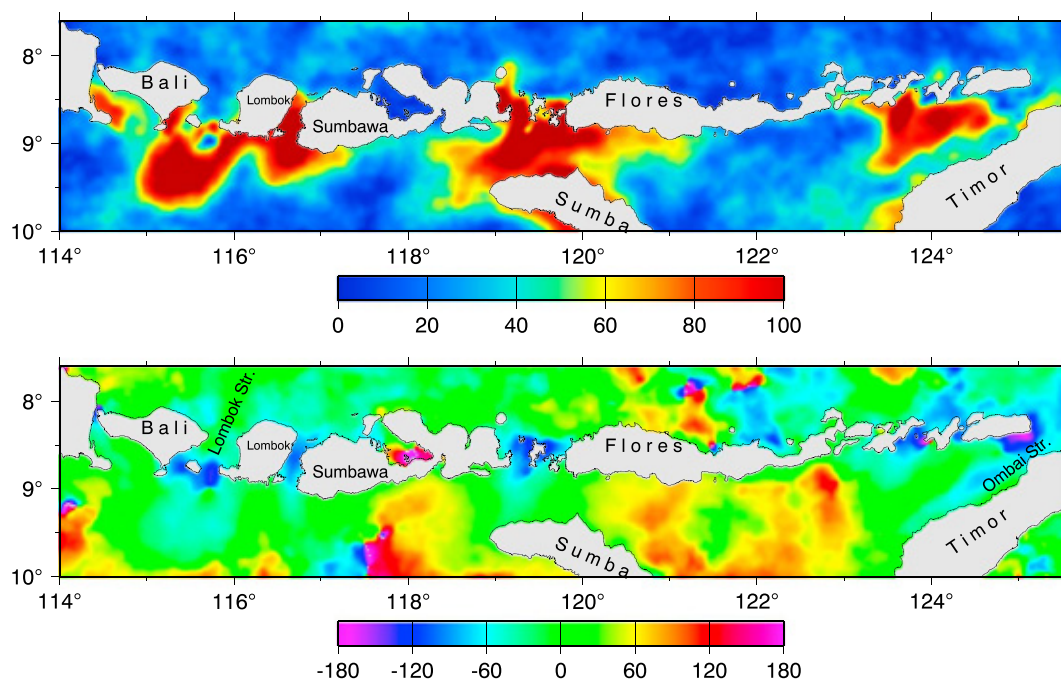 8°
9°
10°
Bali
Lombok
Sumbawa
Flores
Sumba
Timor
114° 116° 118° 120° 122° 124°
0 20 40 60 80 100
8°
9°
10°
Lombok Str.
Bali
Lombok
Sumbawa
Flores
Sumba
Ombai Str.
Timor
114° 116° 118° 120° 122° 124°
-180 -120 -60 0 60 120 180